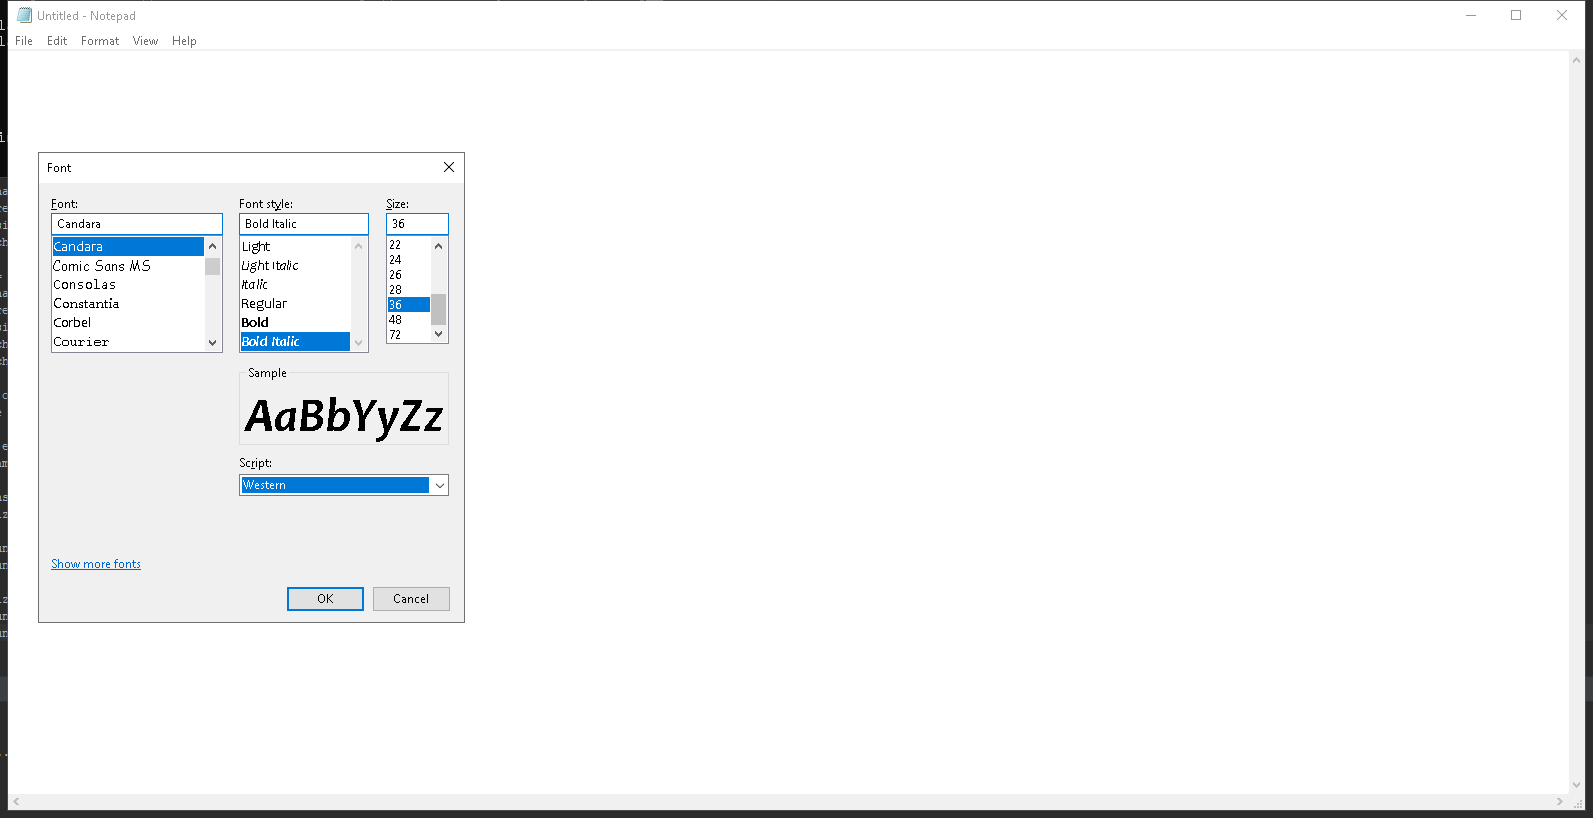 Untitled - Notepad
File Edit Format View Help
Font
Font: Font style: Size:
Candara Bold Italic 36
Candara
Comic Sans MS
Consolas
Constantia
Corbel
Courier
Light
Light Italic
Italic
Regular
Bold
Bold Italic
22
24
26
28
36
48
72
Sample
AaBbYyZz
Script:
Western
Show more fonts
OK Cancel